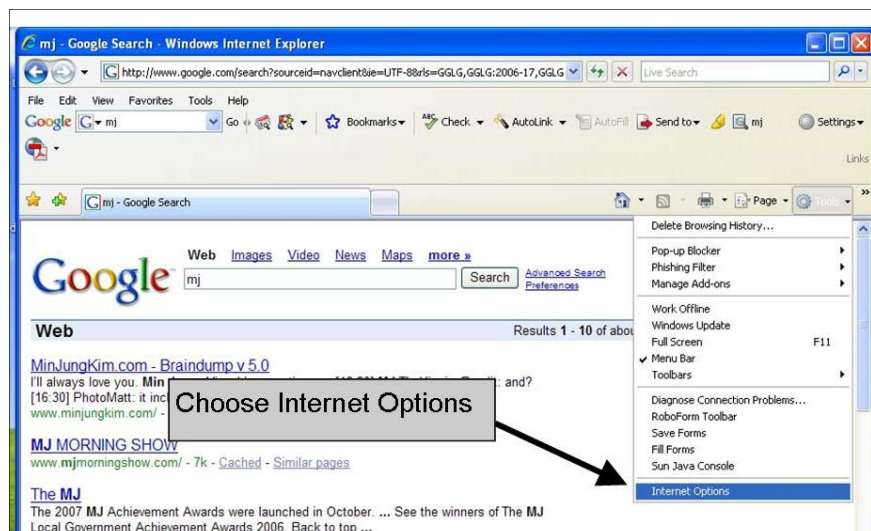 mj - Google Search - Windows Internet Explorer
http://www.google.com/search?sourceid=navclient&ie=UTF-8&rls=GGLG,GGLG:2006-17,GGLG
Live Search
File Edit View Favorites Tools Help
Google mj Go Bookmarks Check AutoLink AutoFill Send to mj Settings
Links
mj - Google Search
Page Tools
Delete Browsing History...
Pop-up Blocker
Phishing Filter
Manage Add-ons
Work Offline
Windows Update
Full Screen F11
Menu Bar
Toolbars
Diagnose Connection Problems...
RoboForm Toolbar
Save Forms
Fill Forms
Sun Java Console
Internet Options
Google
Web Images Video News Maps more »
mj Search Advanced Search
Preferences
Web Results 1 - 10 of abou
MinJungKim.com - Braindump v 5.0
I'll always love you. Min : and?
[16:30] PhotoMatt: it incl
www.minjungkim.com/ -
Choose Internet Options
MJ MORNING SHOW
www.mjmorningshow.com/ - 7k - Cached - Similar pages
The MJ
The 2007 MJ Achievement Awards were launched in October. ... See the winners of The MJ
Local Government Achievement Awards 2006. Back to top ...